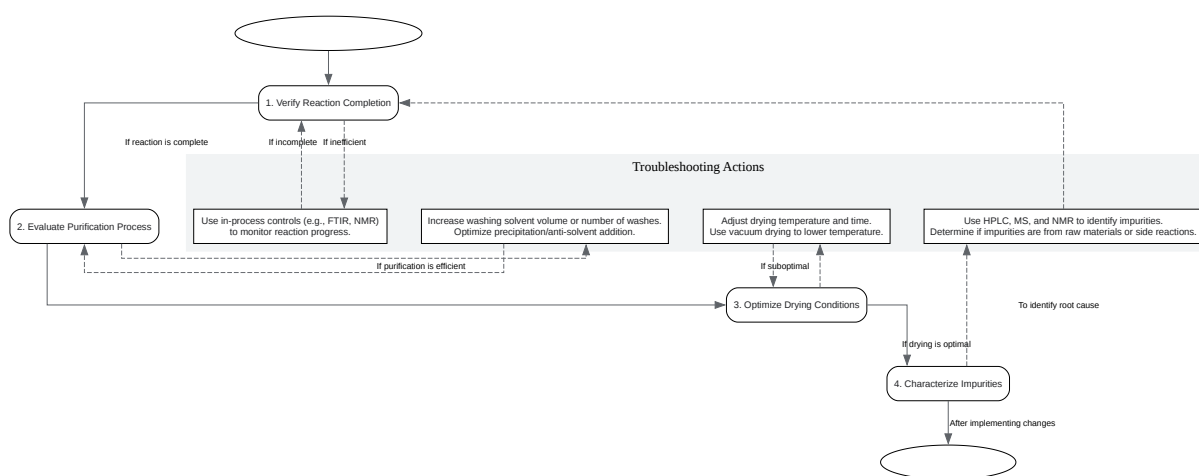 1. Verify Reaction Completion
If reaction is complete
If incomplete
If inefficient
Troubleshooting Actions
2. Evaluate Purification Process
Use in-process controls (e.g., FTIR, NMR)
to monitor reaction progress.
Increase washing solvent volume or number of washes.
Optimize precipitation/anti-solvent addition.
Adjust drying temperature and time.
Use vacuum drying to lower temperature.
Use HPLC, MS, and NMR to identify impurities.
Determine if impurities are from raw materials or side reactions.
If purification is efficient
If suboptimal
3. Optimize Drying Conditions
To identify root cause
If drying is optimal
4. Characterize Impurities
After implementing changes